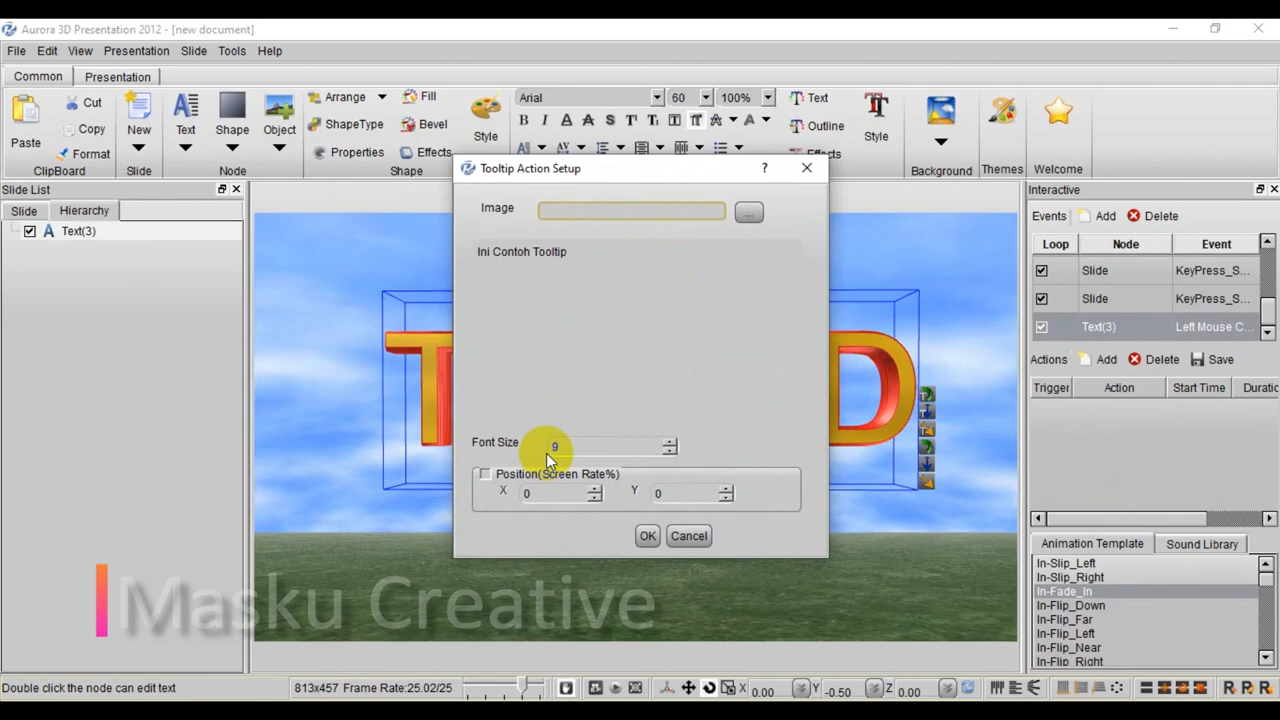 Aurora 3D Presentation 2012 - [new document]
File Edit View Presentation Slide Tools Help
Common Presentation
Paste Cut Copy Format ClipBoard
New Slide
Text Shape Object Node
Arrange Fill
ShapeType Bevel
Properties Effects
Style
Shape
Arial 60 100%
B I A A S T T T T A A
Text
Outline
Effects
Style
Background
Themes
Welcome
Slide List
Slide Hierarchy
A Text(3)
Tooltip Action Setup ? ×
Image ...
Ini Contoh Tooltip
Font Size 9
Position(Screen Rate%)
X 0 Y 0
OK Cancel
T D
Interactive
Events Add Delete
Loop Node Event
Slide KeyPress_S...
Slide KeyPress_S...
Text(3) Left Mouse C...
Actions Add Delete Save
Trigger Action Start Time Duratic
Animation Template Sound Library
In-Slip_Left
In-Slip_Right
In-Fade_In
In-Flip_Down
In-Flip_Far
In-Flip_Left
In-Flip_Near
In-Flip_Right
Masku Creative
Double click the node can edit text 813x457 Frame Rate:25.02/25 X 0.00 Y -0.50 Z 0.00